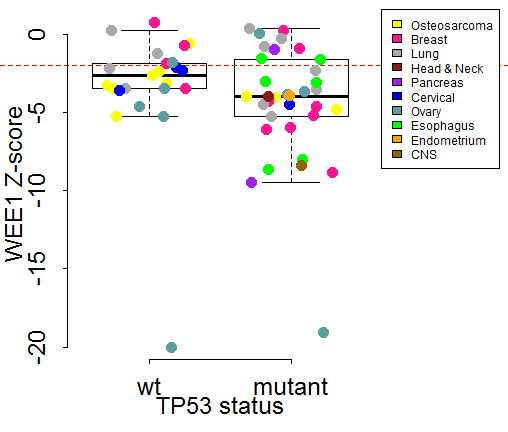 0
-5
-10
-15
-20
WEE1 Z-score
wt
mutant
TP53 status
Osteosarcoma
Breast
Lung
Head & Neck
Pancreas
Cervical
Ovary
Esophagus
Endometrium
CNS